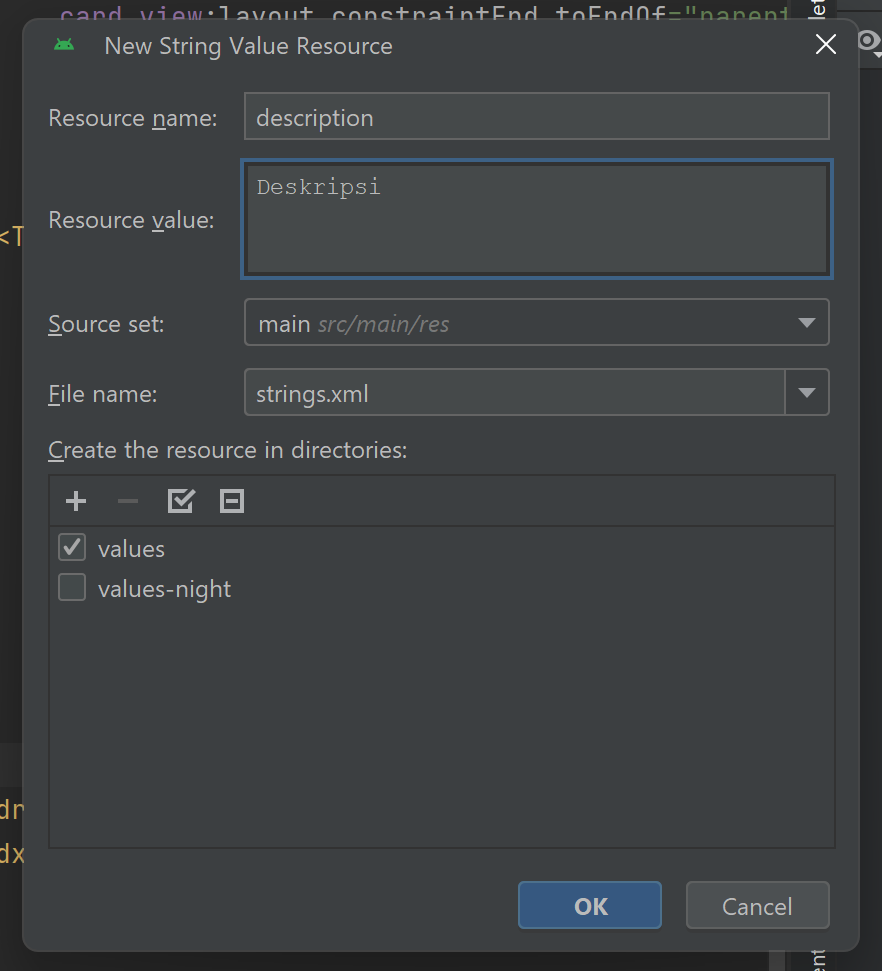 card_view:layout_constraintEnd_toEndOf="parent
New String Value Resource
Resource name: description
Resource value: Deskripsi
<T
Source set: main src/main/res
File name: strings.xml
Create the resource in directories:
values
values-night
dr
dx
OK Cancel